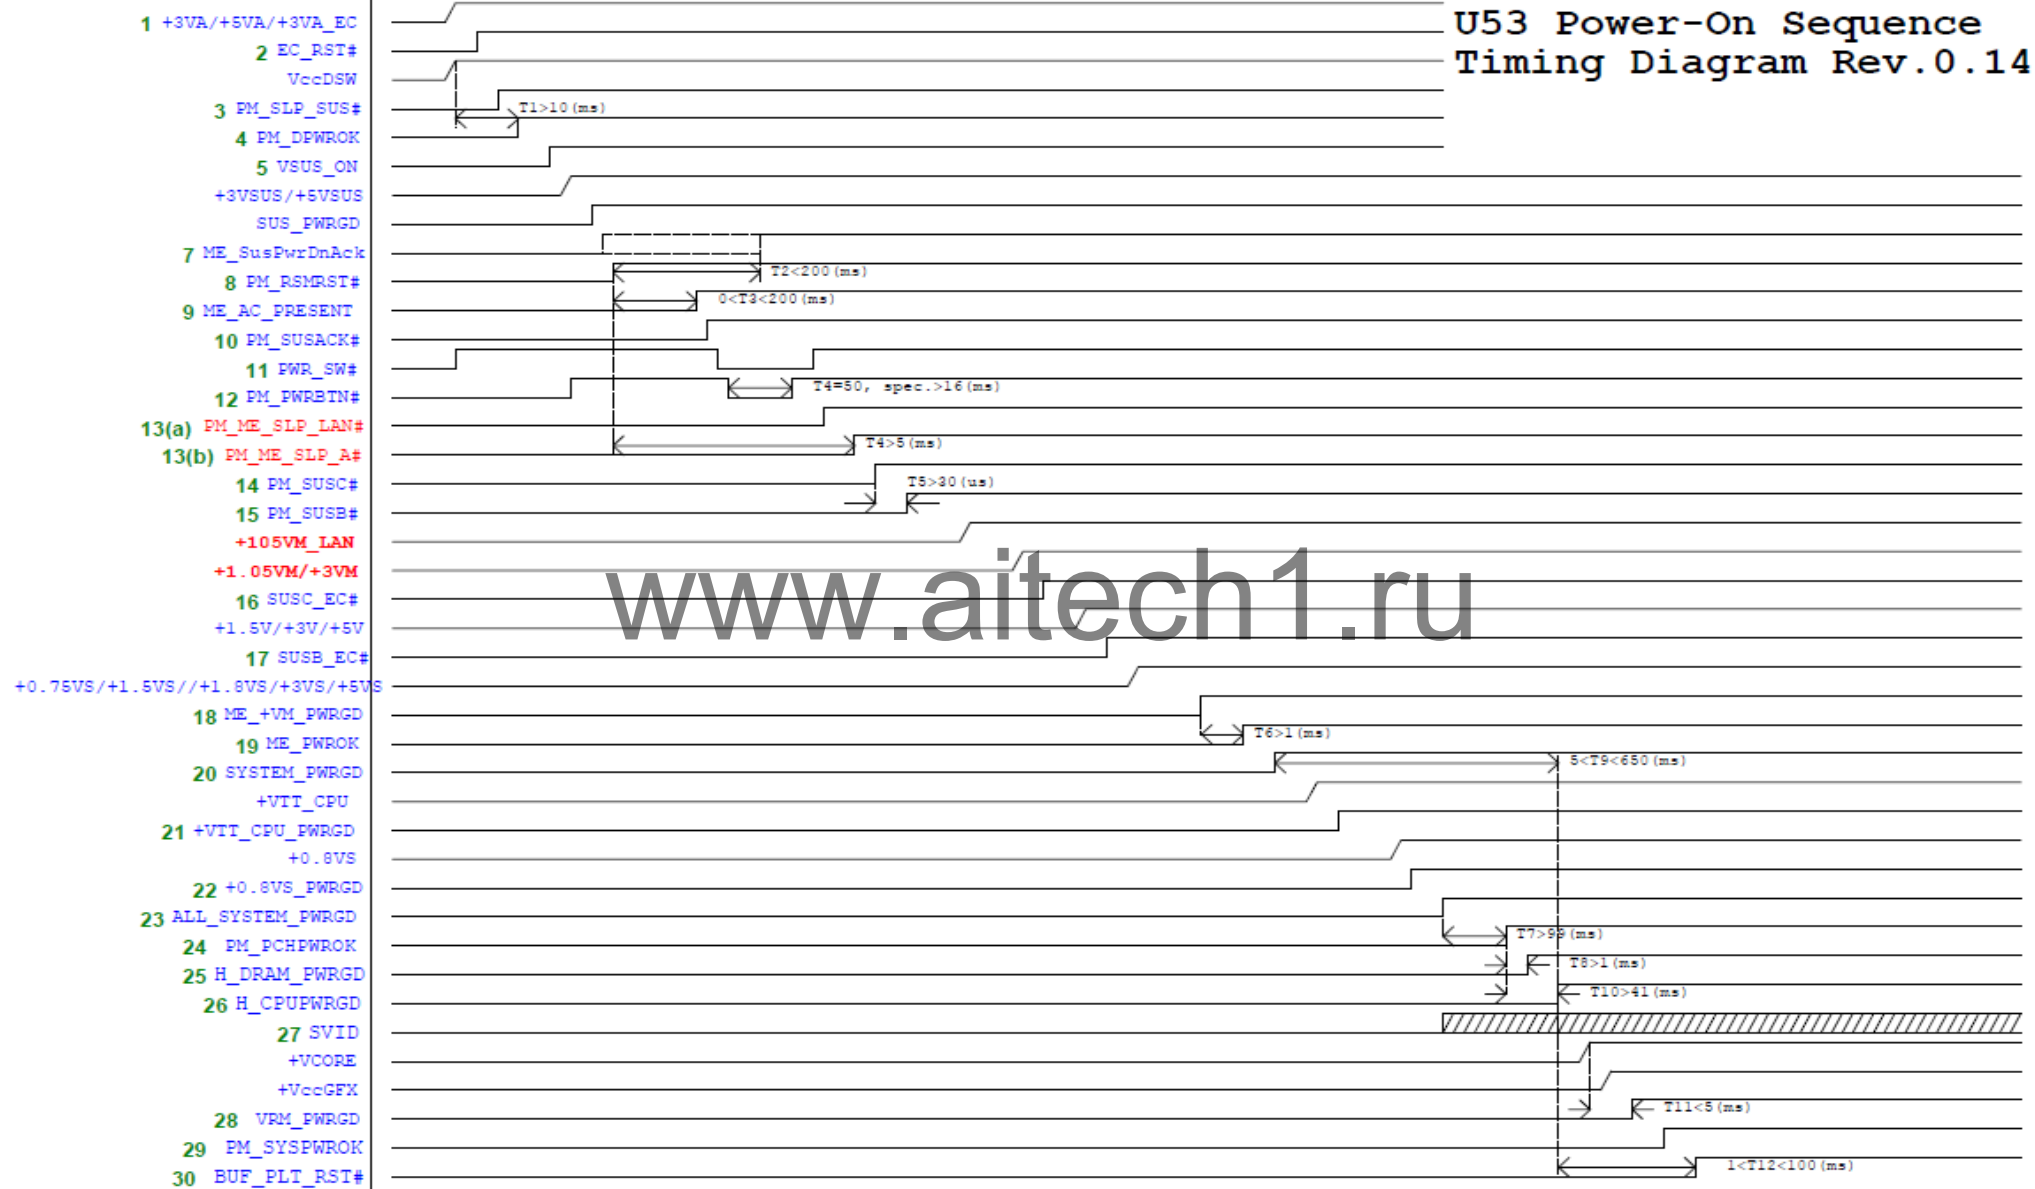 U53 Power-On Sequence
Timing Diagram Rev.0.14
1 +3VA/+5VA/+3VA_EC
2 EC_RST#
VccDSW
3 PM_SLP_SUS#
T1>10(ms)
4 PM_DPWROK
5 VSUS_ON
+3VSUS/+5VSUS
SUS_PWRGD
7 ME_SusPwrDnAck
T2<200(ms)
8 PM_RSMRST#
0<T3<200(ms)
9 ME_AC_PRESENT
10 PM_SUSACK#
11 PWR_SW#
T4=50, spec.>16(ms)
12 PM_PWRBTN#
13(a) PM_ME_SLP_LAN#
T4>5(ms)
13(b) PM_ME_SLP_A#
14 PM_SUSC#
T5>30(us)
15 PM_SUSB#
+105VM_LAN
+1.05VM/+3VM
16 SUSC_EC#
www.aitech1.ru
+1.5V/+3V/+5V
17 SUSB_EC#
+0.75VS/+1.5VS//+1.8VS/+3VS/+5VS
18 ME_+VM_PWRGD
T6>1(ms)
19 ME_PWROK
5<T9<650(ms)
20 SYSTEM_PWRGD
+VTT_CPU
21 +VTT_CPU_PWRGD
+0.8VS
22 +0.8VS_PWRGD
23 ALL_SYSTEM_PWRGD
T7>99(ms)
24 PM_PCHPWROK
T8>1(ms)
25 H_DRAM_PWRGD
T10>41(ms)
26 H_CPUPWRGD
27 SVID
+VCORE
+VccGFX
T11<5(ms)
28 VRM_PWRGD
29 PM_SYSPWROK
1<T12<100(ms)
30 BUF_PLT_RST#